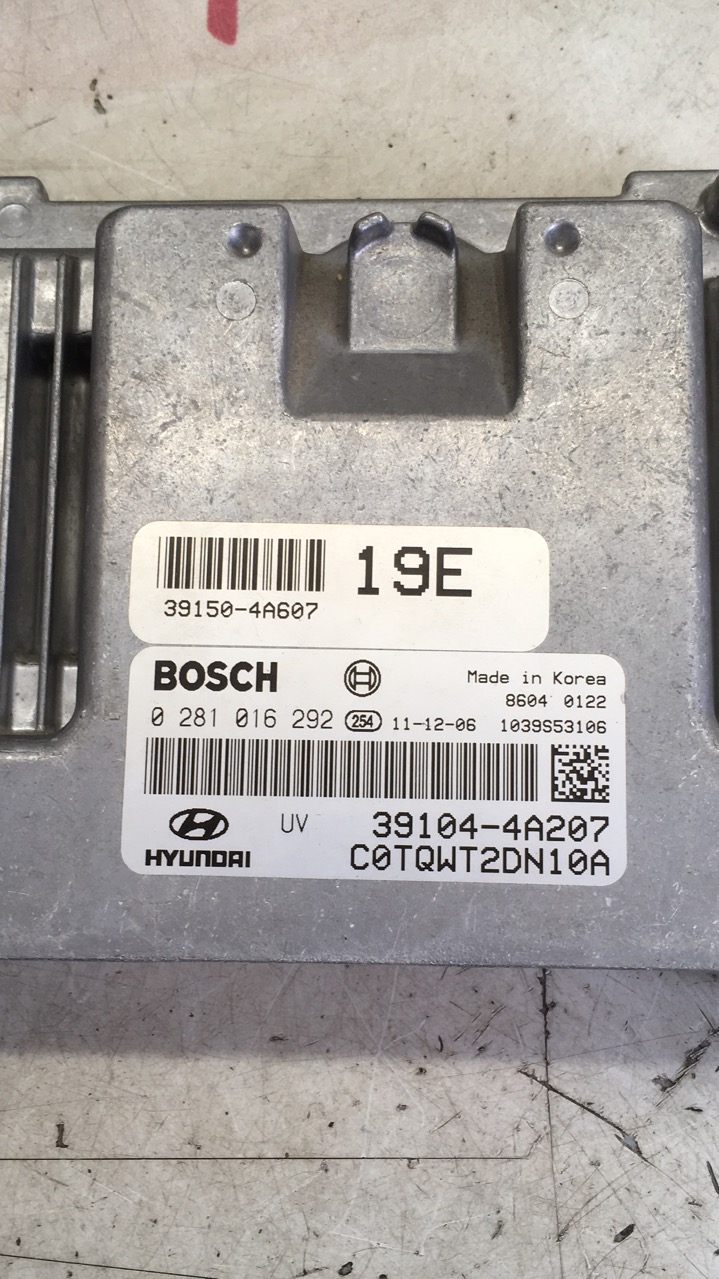 19E
39150-4A607
BOSCH
Made in Korea
8604 0122
0 281 016 292 254 11-12-06 1039S53106
UV 39104-4A207
HYUNDAI C0TQWT2DN10A